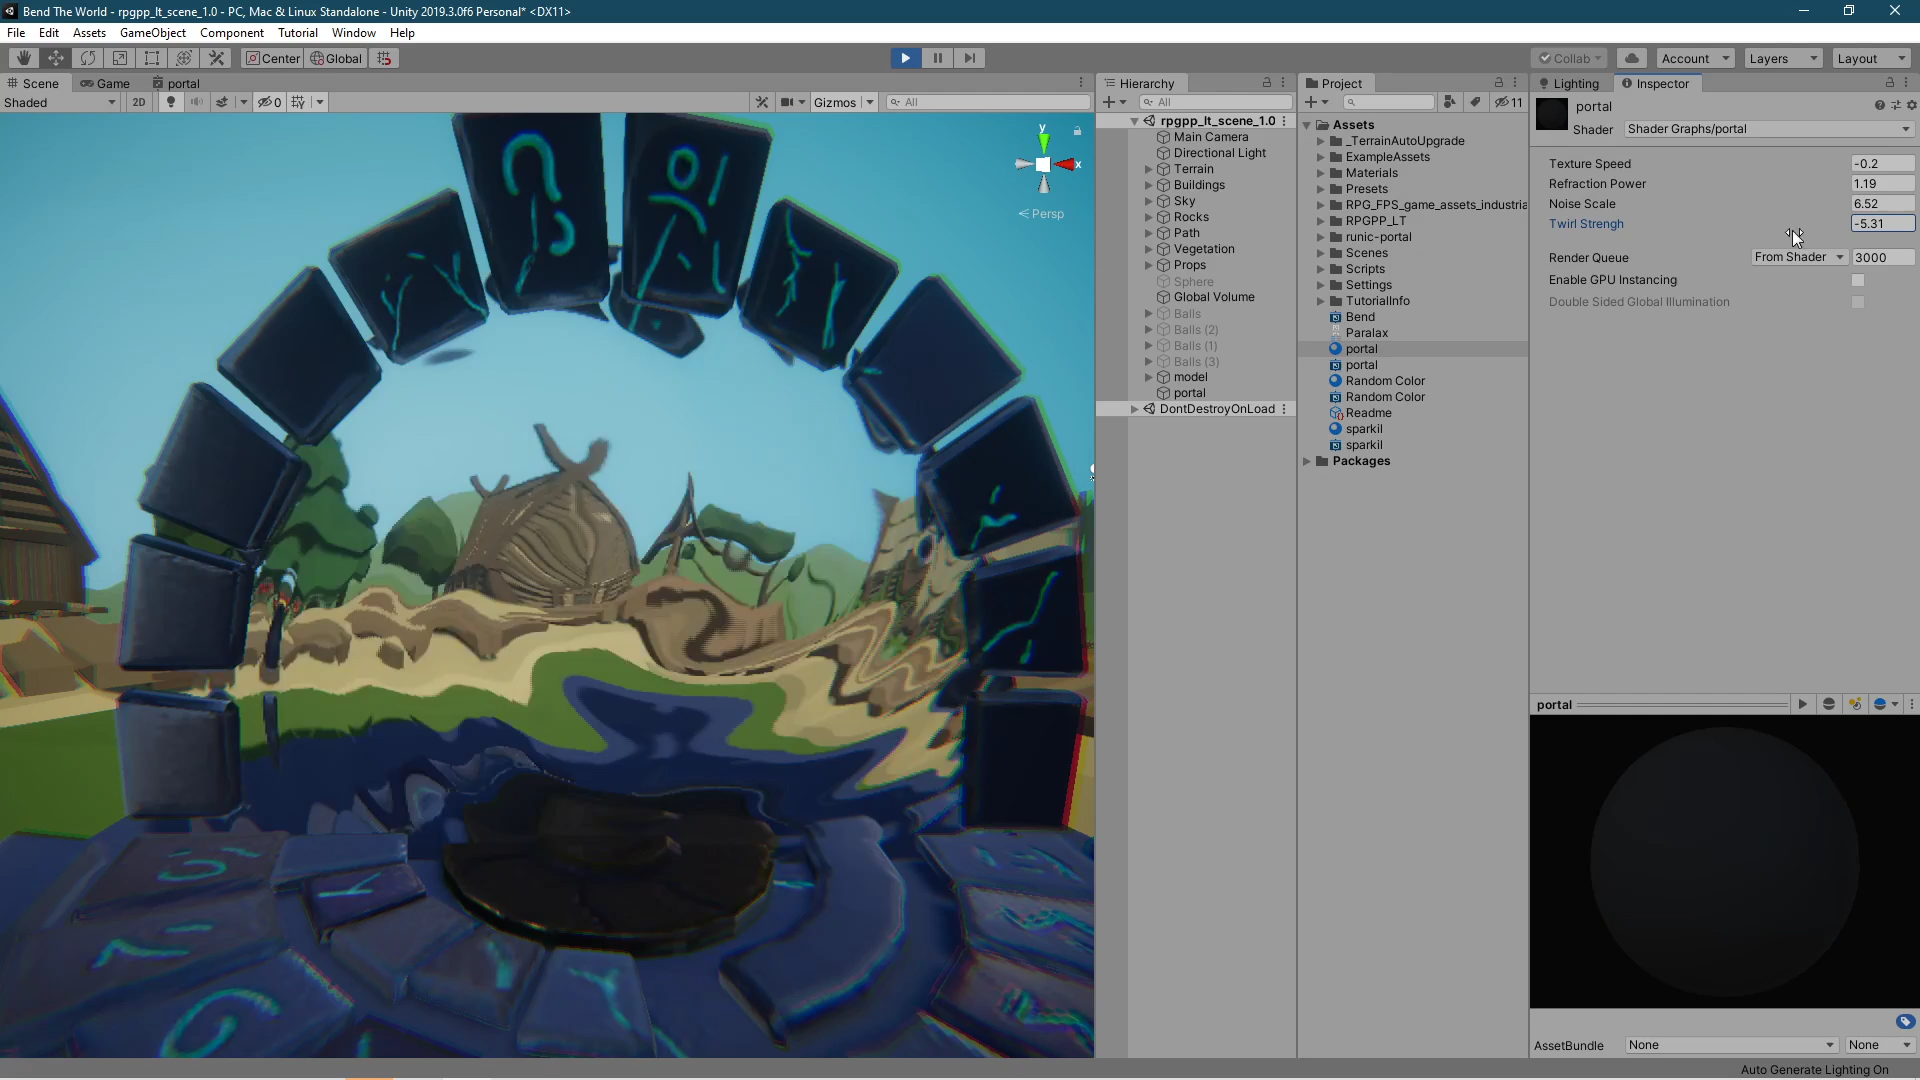 Bend The World - rpgpp_lt_scene_1.0 - PC, Mac & Linux Standalone - Unity 2019.3.0f6 Personal* <DX11>
File Edit Assets GameObject Component Tutorial Window Help
Center Global
Collab Account Layers Layout
Scene Game portal
Shaded 2D 0 Gizmos All
y
x
Persp
Hierarchy
All
rpgpp_lt_scene_1.0
Main Camera
Directional Light
Terrain
Buildings
Sky
Rocks
Path
Vegetation
Props
Sphere
Global Volume
Balls
Balls (2)
Balls (1)
Balls (3)
model
portal
DontDestroyOnLoad
Project
11
Assets
_TerrainAutoUpgrade
ExampleAssets
Materials
Presets
RPG_FPS_game_assets_industria
RPGPP_LT
runic-portal
Scenes
Scripts
Settings
TutorialInfo
Bend
Paralax
portal
portal
Random Color
Random Color
Readme
sparkil
sparkil
Packages
Lighting Inspector
portal
Shader Shader Graphs/portal
Texture Speed -0.2
Refraction Power 1.19
Noise Scale 6.52
Twirl Strengh -5.31
Render Queue From Shader 3000
Enable GPU Instancing
Double Sided Global Illumination
portal
AssetBundle None None
Auto Generate Lighting On